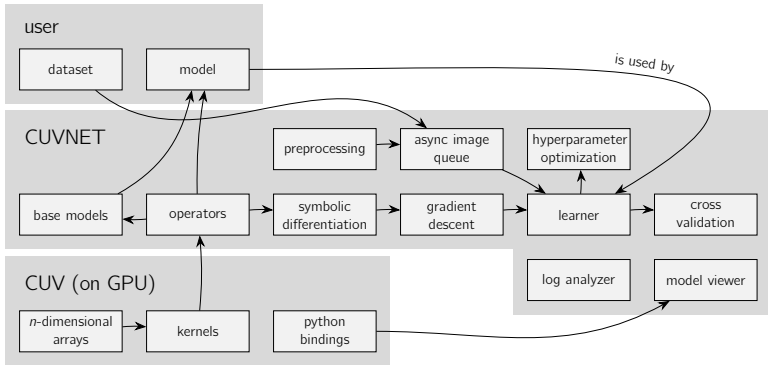 user
dataset
model
is used by
CUVNET
preprocessing
async image
queue
hyperparameter
optimization
base models
operators
symbolic
differentiation
gradient
descent
learner
cross
validation
log analyzer
model viewer
CUV (on GPU)
n-dimensional
arrays
kernels
python
bindings